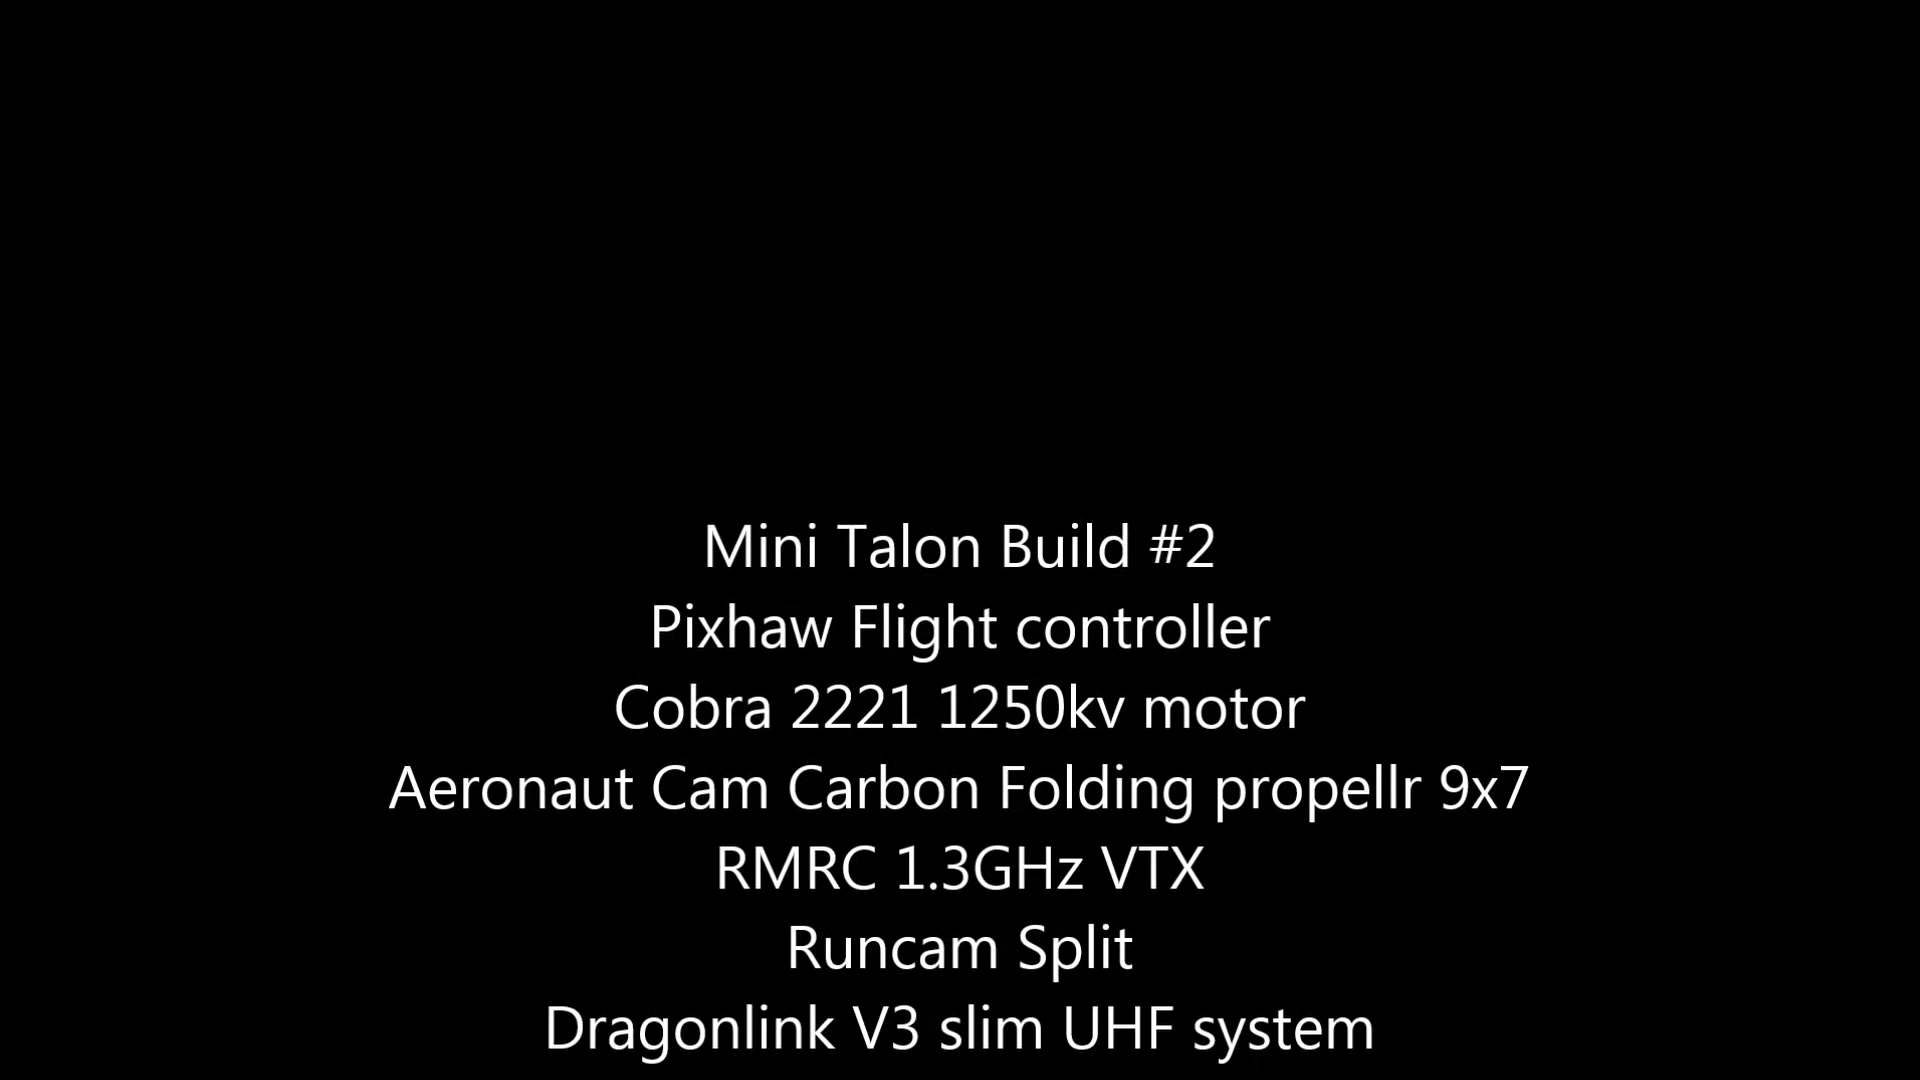 Mini Talon Build #2
Pixhaw Flight controller
Cobra 2221 1250kv motor
Aeronaut Cam Carbon Folding propellr 9x7
RMRC 1.3GHz VTX
Runcam Split
Dragonlink V3 slim UHF system